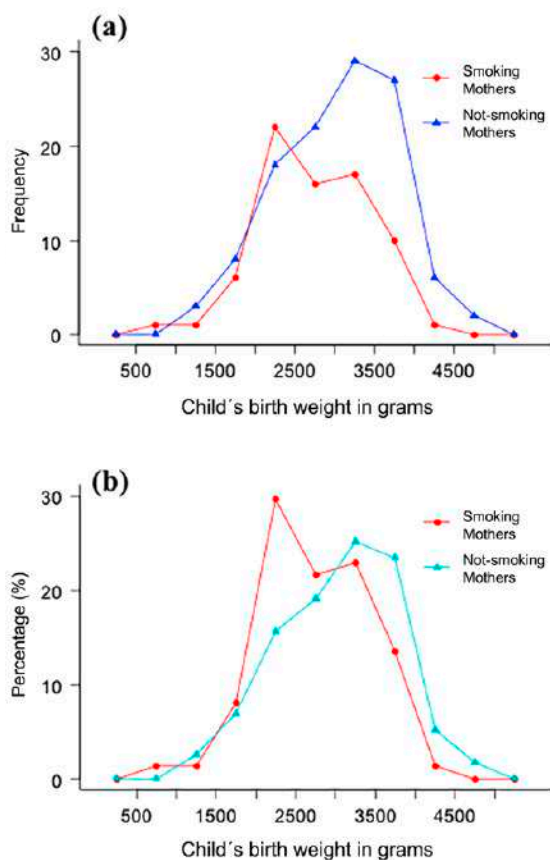 (a)
30
20
10
0
Frequency
Smoking
Mothers
Not-smoking
Mothers
500 1500 2500 3500 4500
Child´s birth weight in grams
(b)
30
20
10
0
Percentage (%)
Smoking
Mothers
Not-smoking
Mothers
500 1500 2500 3500 4500
Child´s birth weight in grams